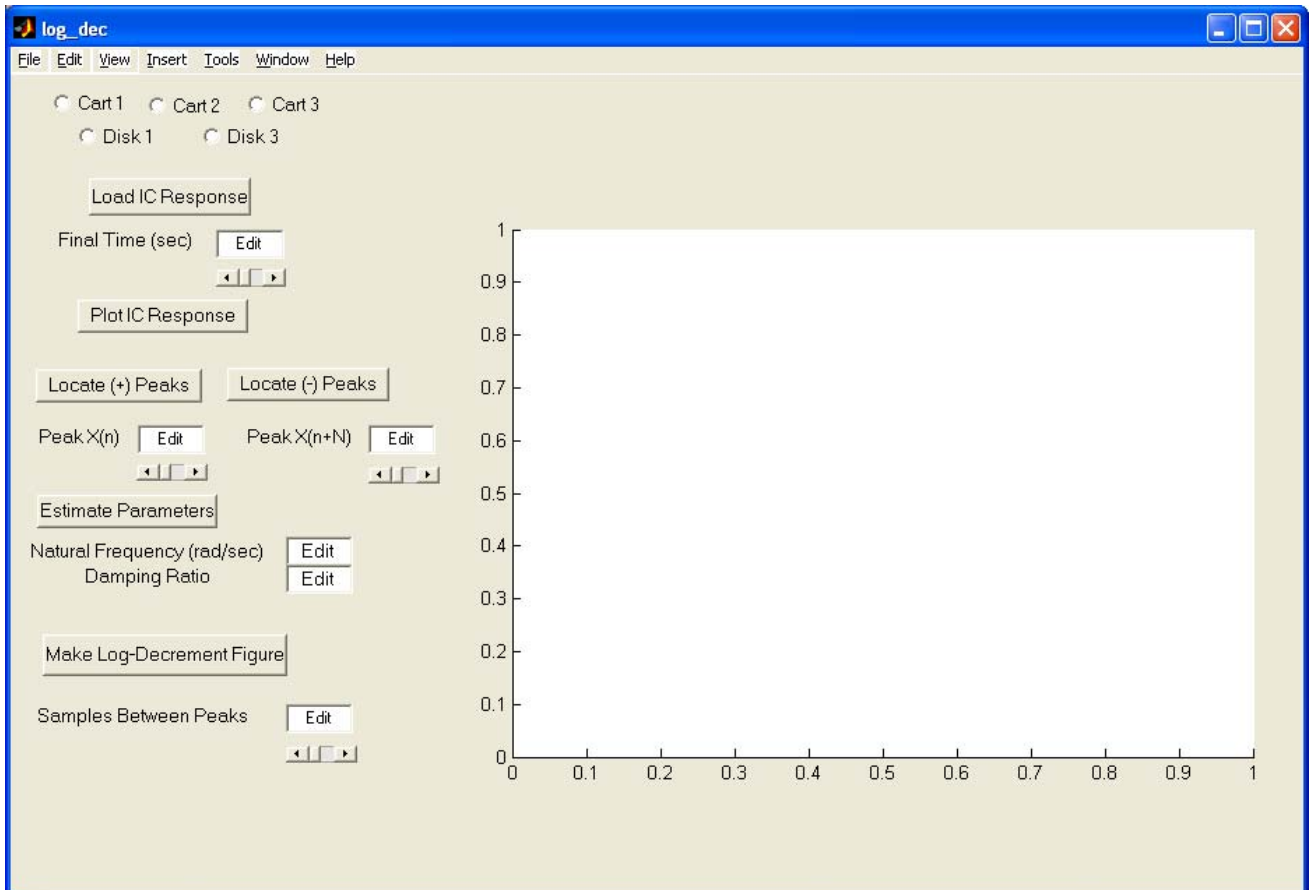 log_dec
File Edit View Insert Tools Window Help
Cart 1 Cart 2 Cart 3
Disk 1 Disk 3
Load IC Response
Final Time (sec) Edit
Plot IC Response
Locate (+) Peaks Locate (-) Peaks
Peak X(n) Edit Peak X(n+N) Edit
Estimate Parameters
Natural Frequency (rad/sec) Edit
Damping Ratio Edit
Make Log-Decrement Figure
Samples Between Peaks Edit
1
0.9
0.8
0.7
0.6
0.5
0.4
0.3
0.2
0.1
0
0 0.1 0.2 0.3 0.4 0.5 0.6 0.7 0.8 0.9 1